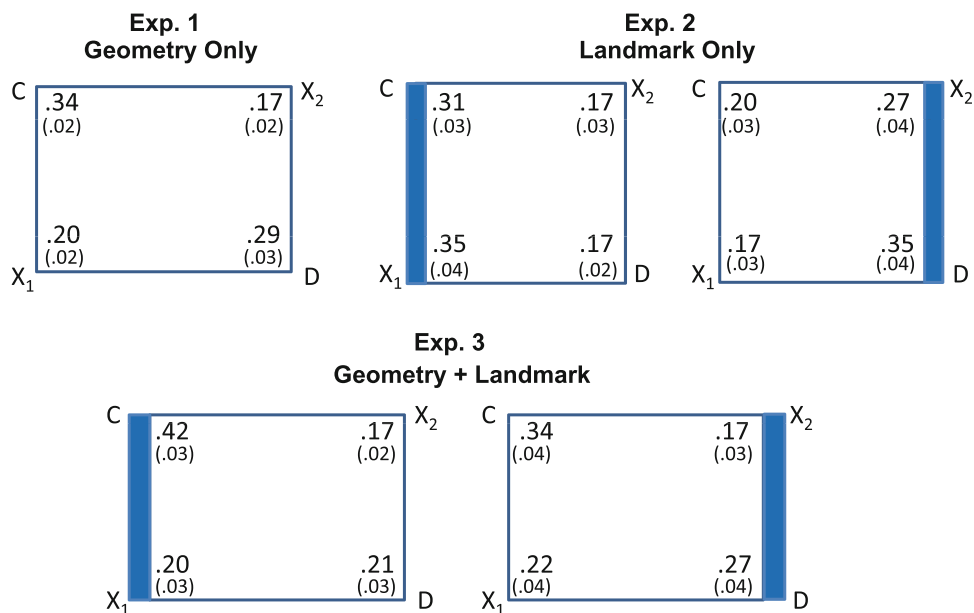 Exp. 1
Geometry Only
Exp. 2
Landmark Only
C .34 .17 X₂
(.02) (.02)
.20 .29
(.02) (.03)
X₁ D
C .31 .17 X₂
(.03) (.03)
.35 .17
X₁ (.04) (.02) D
C .20 .27 X₂
(.03) (.04)
.17 .35
X₁ (.03) (.04) D
Exp. 3
Geometry + Landmark
C .42 .17 X₂
(.03) (.02)
.20 .21
(.03) (.03)
X₁ D
C .34 .17 X₂
(.04) (.03)
.22 .27
(.04) (.04)
X₁ D